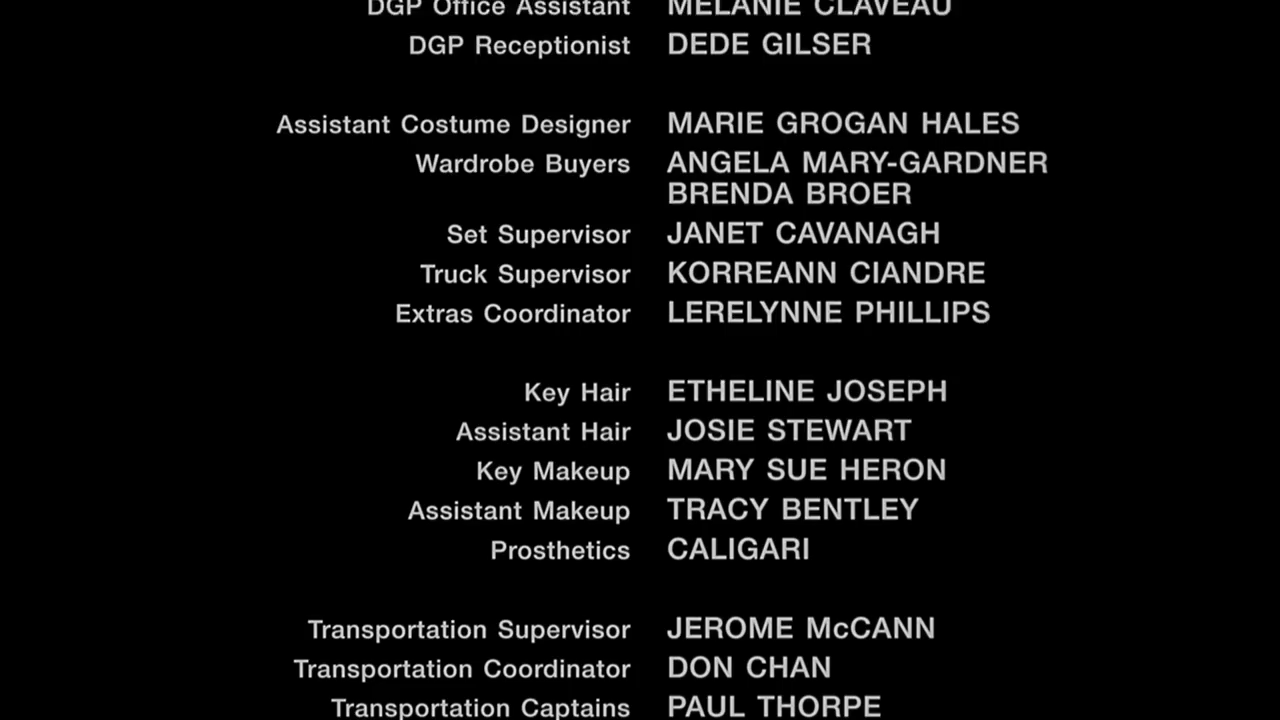 DGP Office Assistant MELANIE CLAVEAU
DGP Receptionist DEDE GILSER
Assistant Costume Designer MARIE GROGAN HALES
Wardrobe Buyers ANGELA MARY-GARDNER
BRENDA BROER
Set Supervisor JANET CAVANAGH
Truck Supervisor KORREANN CIANDRE
Extras Coordinator LERELYNNE PHILLIPS
Key Hair ETHELINE JOSEPH
Assistant Hair JOSIE STEWART
Key Makeup MARY SUE HERON
Assistant Makeup TRACY BENTLEY
Prosthetics CALIGARI
Transportation Supervisor JEROME McCANN
Transportation Coordinator DON CHAN
Transportation Captains PAUL THORPE